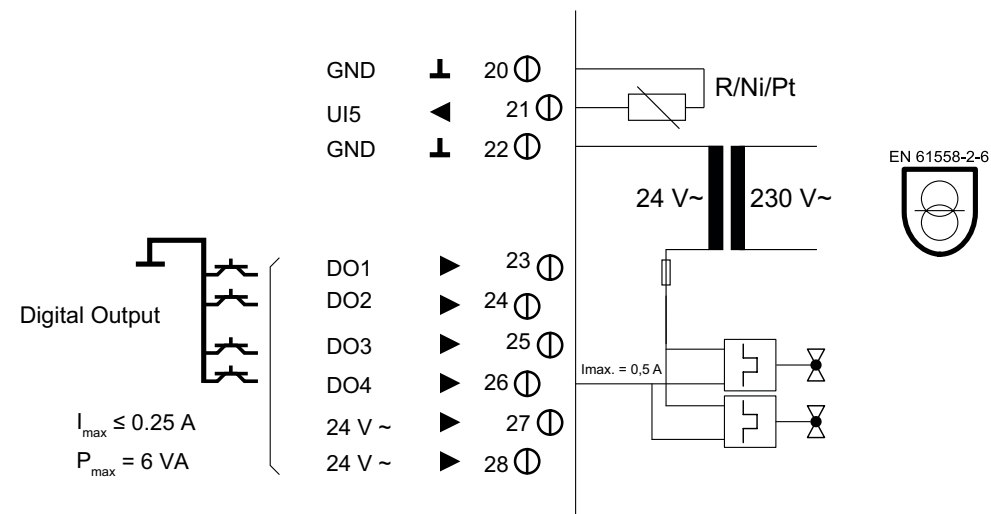 GND 20
UI5 21
GND 22
R/Ni/Pt
24 V~ 230 V~
EN 61558-2-6
Digital Output
DO1 23
DO2 24
DO3 25
DO4 26
24 V ~ 27
24 V ~ 28
Imax ≤ 0.25 A
Pmax = 6 VA
Imax. = 0,5 A